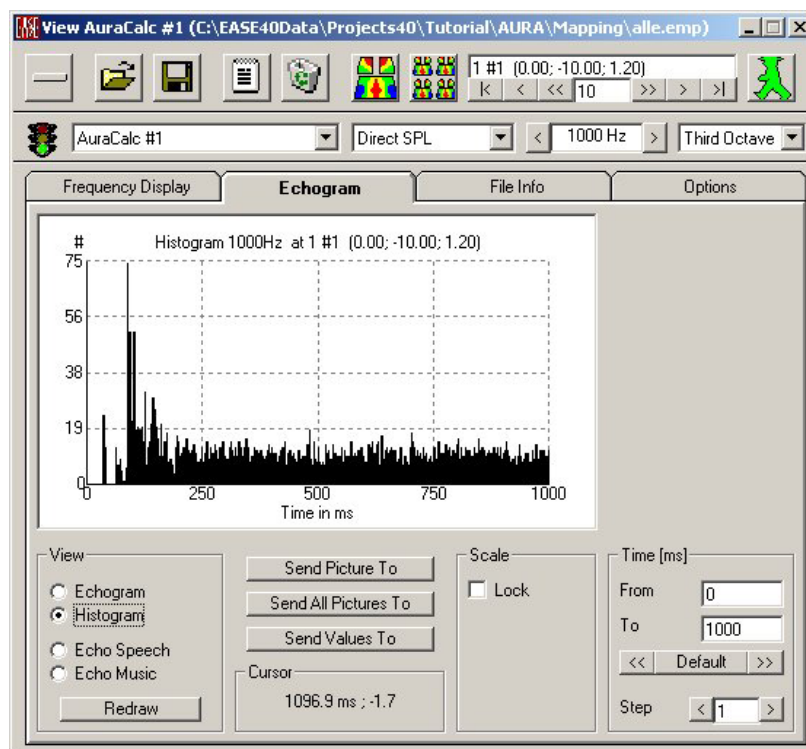 View AuraCalc #1 (C:\EASE40Data\Projects40\Tutorial\AURA\Mapping\alle.emp)
1 #1 (0.00; -10.00; 1.20)
|< < << 10 >> > >|
AuraCalc #1 Direct SPL < 1000 Hz > Third Octave
Frequency Display Echogram File Info Options
# Histogram 1000Hz at 1 #1 (0.00; -10.00; 1.20)
75
56
38
19
0
0 250 500 750 1000
Time in ms
View
Echogram
Histogram
Echo Speech
Echo Music
Redraw
Send Picture To
Send All Pictures To
Send Values To
Cursor
1096.9 ms ; -1.7
Scale
Lock
Time [ms]
From 0
To 1000
<< Default >>
Step < 1 >